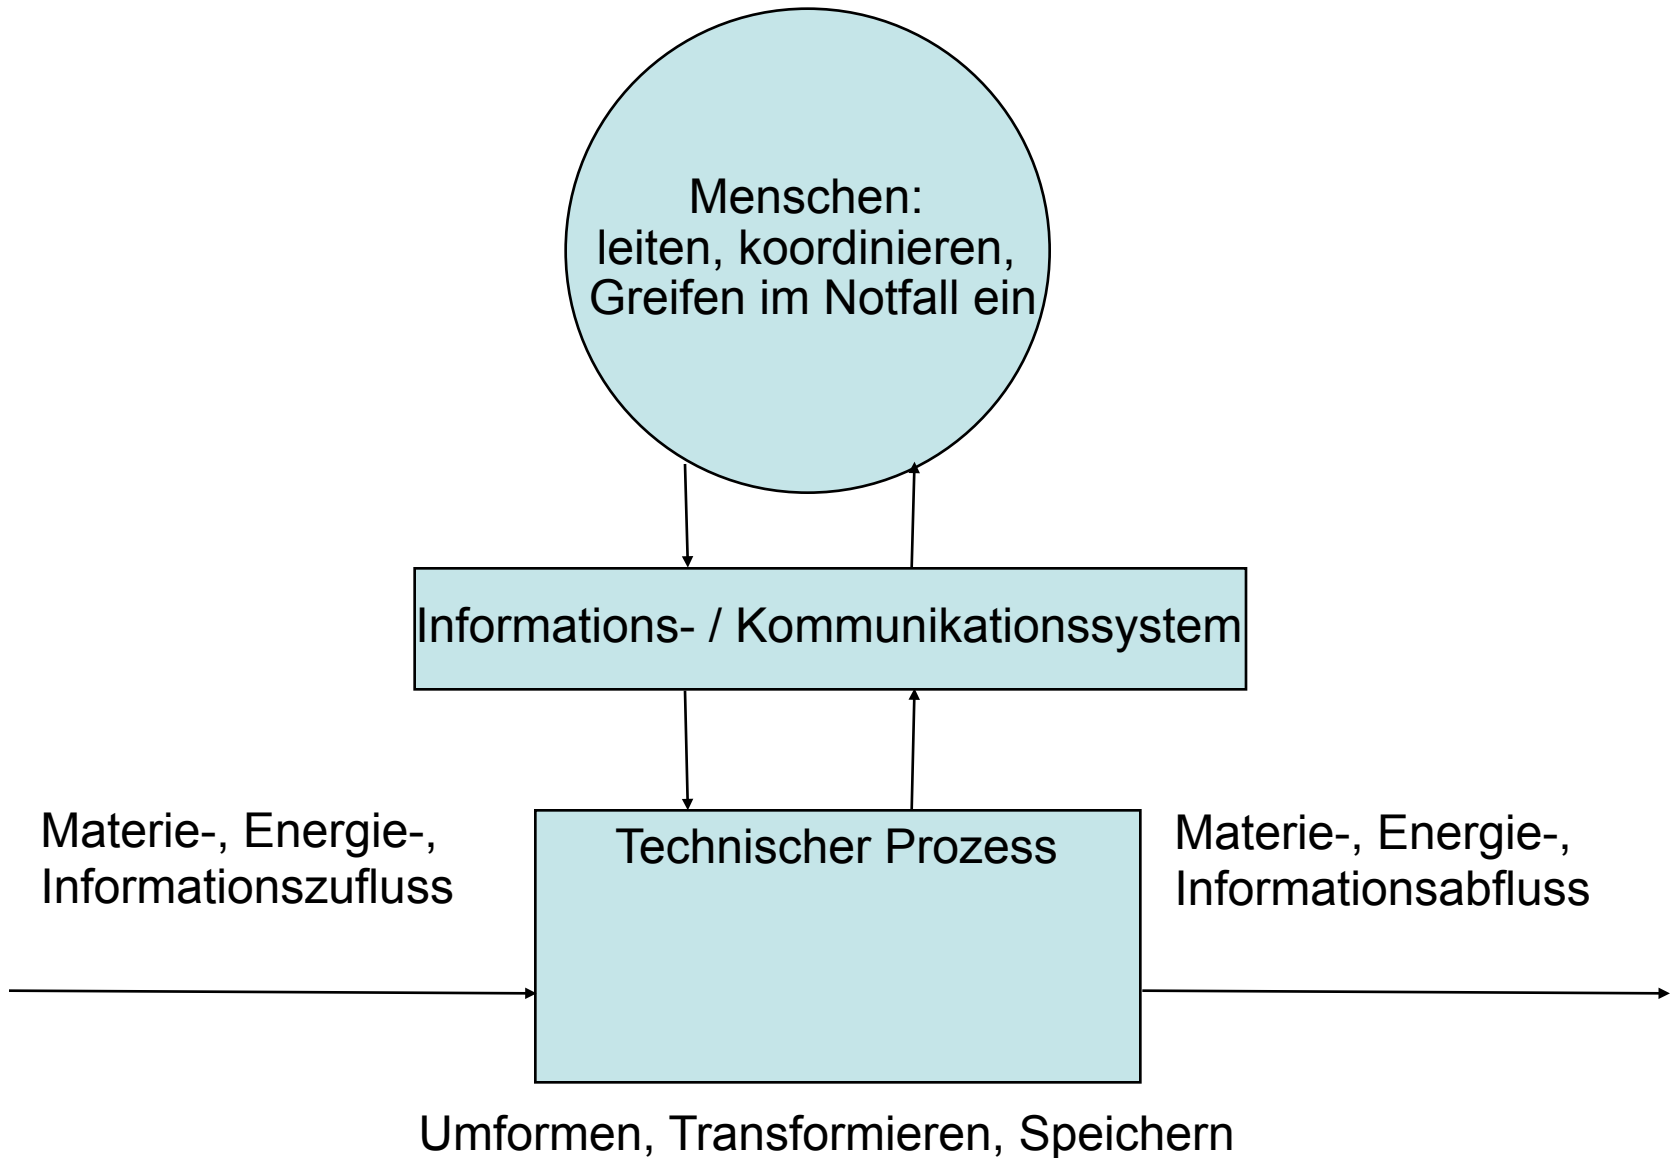 Menschen:
leiten, koordinieren,
Greifen im Notfall ein
Informations- / Kommunikationssystem
Materie-, Energie-,
Informationszufluss
Technischer Prozess
Materie-, Energie-,
Informationsabfluss
Umformen, Transformieren, Speichern